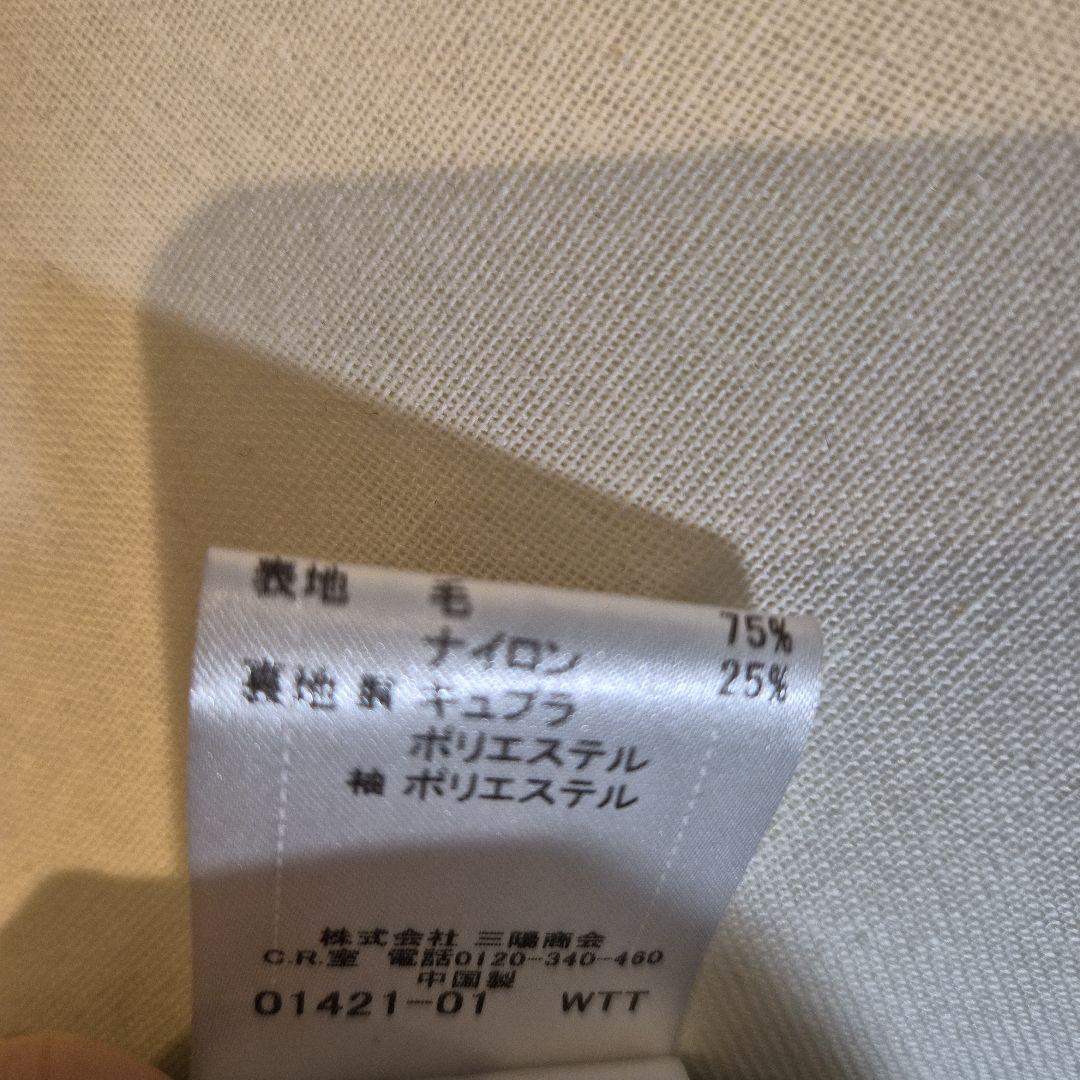 表地 毛 75%
ナイロン 25%
裏地 キュプラ
ポリエステル
袖 ポリエステル
株式会社 三陽商会
C.R.室 電話0120-340-460
中国製
01421-01 WTT